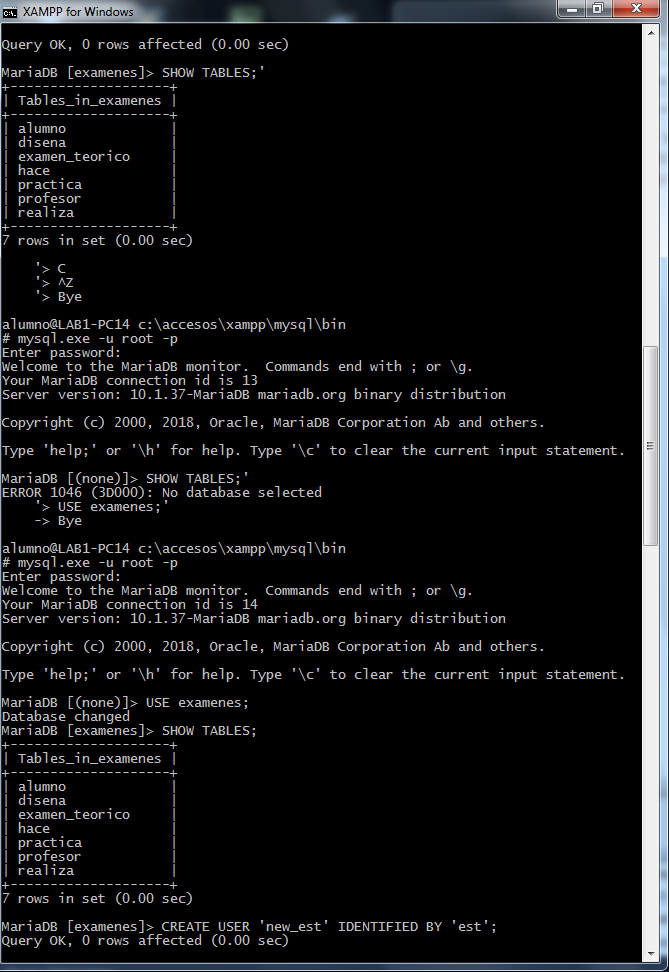 XAMPP for Windows
Query OK, 0 rows affected (0.00 sec)
MariaDB [examenes]> SHOW TABLES;'
+--------------------+
| Tables_in_examenes |
+--------------------+
| alumno             |
| disena             |
| examen_teorico     |
| hace               |
| practica           |
| profesor           |
| realiza            |
+--------------------+
7 rows in set (0.00 sec)
    '> C
    '> ^Z
    '> Bye
alumno@LAB1-PC14 c:\accesos\xampp\mysql\bin
# mysql.exe -u root -p
Enter password:
Welcome to the MariaDB monitor.  Commands end with ; or \g.
Your MariaDB connection id is 13
Server version: 10.1.37-MariaDB mariadb.org binary distribution
Copyright (c) 2000, 2018, Oracle, MariaDB Corporation Ab and others.
Type 'help;' or '\h' for help. Type '\c' to clear the current input statement.
MariaDB [(none)]> SHOW TABLES;'
ERROR 1046 (3D000): No database selected
    '> USE examenes;'
    -> Bye
alumno@LAB1-PC14 c:\accesos\xampp\mysql\bin
# mysql.exe -u root -p
Enter password:
Welcome to the MariaDB monitor.  Commands end with ; or \g.
Your MariaDB connection id is 14
Server version: 10.1.37-MariaDB mariadb.org binary distribution
Copyright (c) 2000, 2018, Oracle, MariaDB Corporation Ab and others.
Type 'help;' or '\h' for help. Type '\c' to clear the current input statement.
MariaDB [(none)]> USE examenes;
Database changed
MariaDB [examenes]> SHOW TABLES;
+--------------------+
| Tables_in_examenes |
+--------------------+
| alumno             |
| disena             |
| examen_teorico     |
| hace               |
| practica           |
| profesor           |
| realiza            |
+--------------------+
7 rows in set (0.00 sec)
MariaDB [examenes]> CREATE USER 'new_est' IDENTIFIED BY 'est';
Query OK, 0 rows affected (0.00 sec)